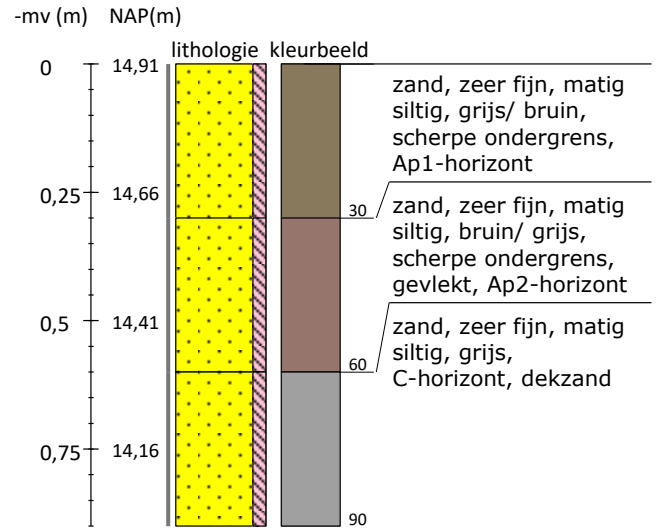 -mv (m) NAP(m)
lithologie kleurbeeld
0 14,91
zand, zeer fijn, matig
siltig, grijs/ bruin,
scherpe ondergrens,
Ap1-horizont
0,25 14,66
30
zand, zeer fijn, matig
siltig, bruin/ grijs,
scherpe ondergrens,
gevlekt, Ap2-horizont
0,5 14,41
60
zand, zeer fijn, matig
siltig, grijs,
C-horizont, dekzand
0,75 14,16
90